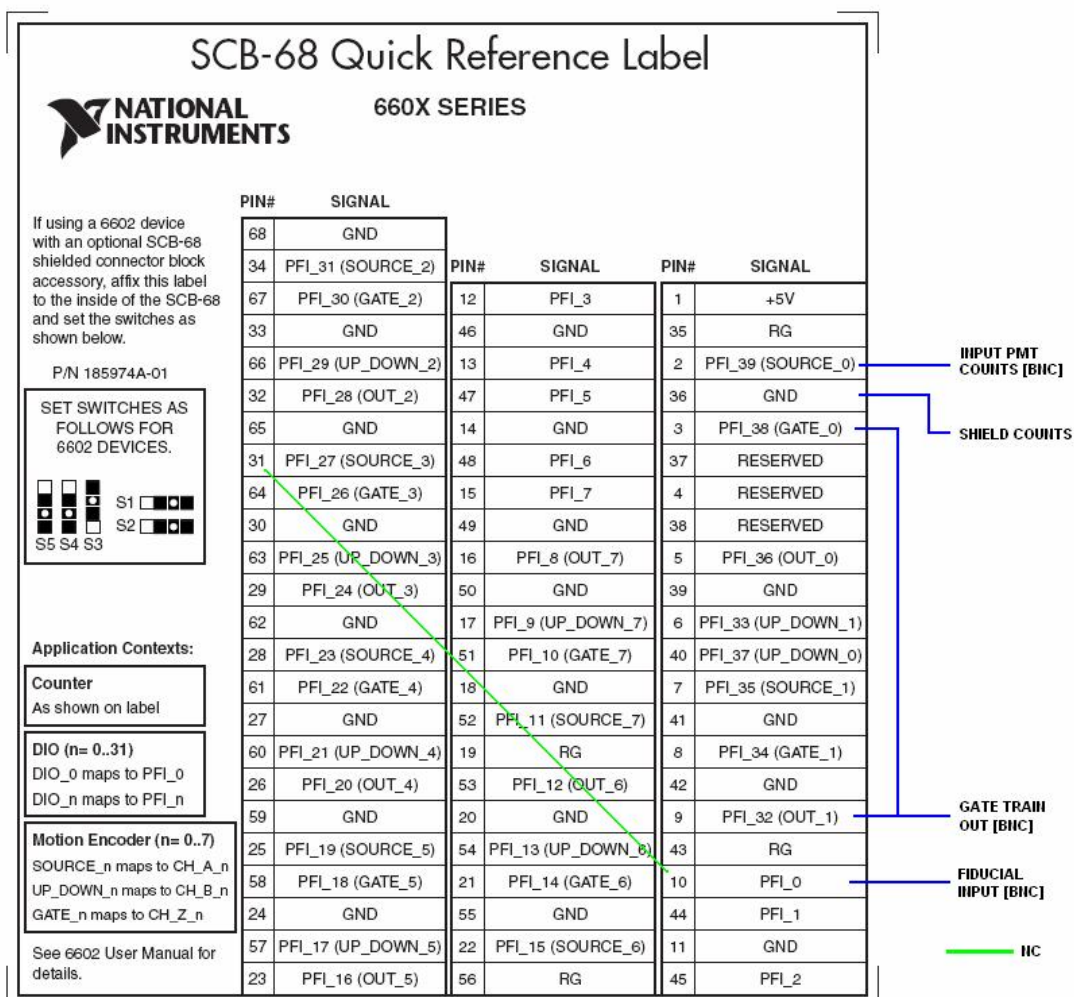 SCB-68 Quick Reference Label
NATIONAL
INSTRUMENTS
660X SERIES
If using a 6602 device
with an optional SCB-68
shielded connector block
accessory, affix this label
to the inside of the SCB-68
and set the switches as
shown below.
P/N 185974A-01
SET SWITCHES AS
FOLLOWS FOR
6602 DEVICES.
S1
S2
S5 S4 S3
Application Contexts:
Counter
As shown on label
DIO (n= 0..31)
DIO_0 maps to PFI_0
DIO_n maps to PFI_n
Motion Encoder (n= 0..7)
SOURCE_n maps to CH_A_n
UP_DOWN_n maps to CH_B_n
GATE_n maps to CH_Z_n
See 6602 User Manual for
details.
PIN# SIGNAL
68 GND
34 PFI_31 (SOURCE_2)
67 PFI_30 (GATE_2)
33 GND
66 PFI_29 (UP_DOWN_2)
32 PFI_28 (OUT_2)
65 GND
31 PFI_27 (SOURCE_3)
64 PFI_26 (GATE_3)
30 GND
63 PFI_25 (UP_DOWN_3)
29 PFI_24 (OUT_3)
62 GND
28 PFI_23 (SOURCE_4)
61 PFI_22 (GATE_4)
27 GND
60 PFI_21 (UP_DOWN_4)
26 PFI_20 (OUT_4)
59 GND
25 PFI_19 (SOURCE_5)
58 PFI_18 (GATE_5)
24 GND
57 PFI_17 (UP_DOWN_5)
23 PFI_16 (OUT_5)
PIN# SIGNAL
12 PFI_3
46 GND
13 PFI_4
47 PFI_5
14 GND
48 PFI_6
15 PFI_7
49 GND
16 PFI_8 (OUT_7)
50 GND
17 PFI_9 (UP_DOWN_7)
51 PFI_10 (GATE_7)
18 GND
52 PFI_11 (SOURCE_7)
19 RG
53 PFI_12 (OUT_6)
20 GND
54 PFI_13 (UP_DOWN_6)
21 PFI_14 (GATE_6)
55 GND
22 PFI_15 (SOURCE_6)
56 RG
PIN# SIGNAL
1 +5V
35 RG
2 PFI_39 (SOURCE_0)
36 GND
3 PFI_38 (GATE_0)
37 RESERVED
4 RESERVED
38 RESERVED
5 PFI_36 (OUT_0)
39 GND
6 PFI_33 (UP_DOWN_1)
40 PFI_37 (UP_DOWN_0)
7 PFI_35 (SOURCE_1)
41 GND
8 PFI_34 (GATE_1)
42 GND
9 PFI_32 (OUT_1)
43 RG
10 PFI_0
44 PFI_1
11 GND
45 PFI_2
INPUT PMT
COUNTS [BNC]
SHIELD COUNTS
GATE TRAIN
OUT [BNC]
FIDUCIAL
INPUT [BNC]
NC